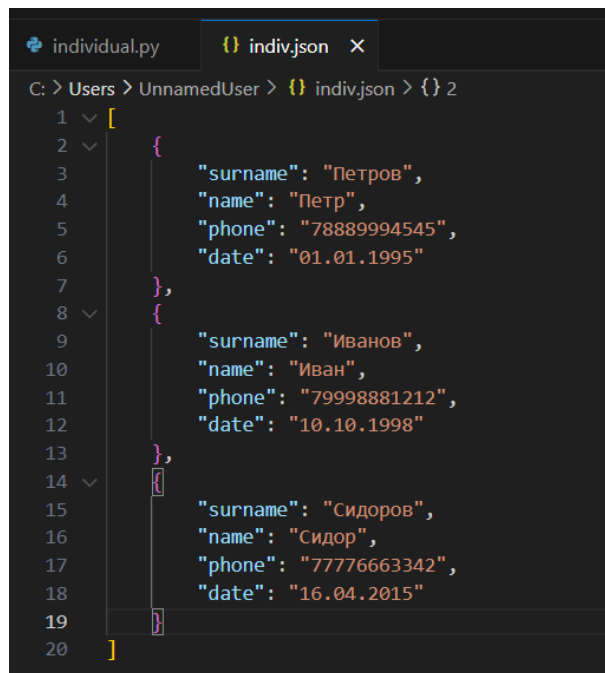 individual.py {} indiv.json ×
C: > Users > UnnamedUser > {} indiv.json > {} 2
1 [
2 {
3 "surname": "Петров",
4 "name": "Петр",
5 "phone": "78889994545",
6 "date": "01.01.1995"
7 },
8 {
9 "surname": "Иванов",
10 "name": "Иван",
11 "phone": "79998881212",
12 "date": "10.10.1998"
13 },
14 {
15 "surname": "Сидоров",
16 "name": "Сидор",
17 "phone": "77776663342",
18 "date": "16.04.2015"
19 }
20 ]